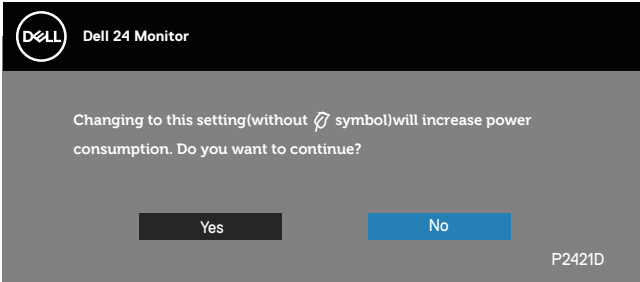 DELL
Dell 24 Monitor
Changing to this setting(without symbol)will increase power
consumption. Do you want to continue?
Yes
No
P2421D